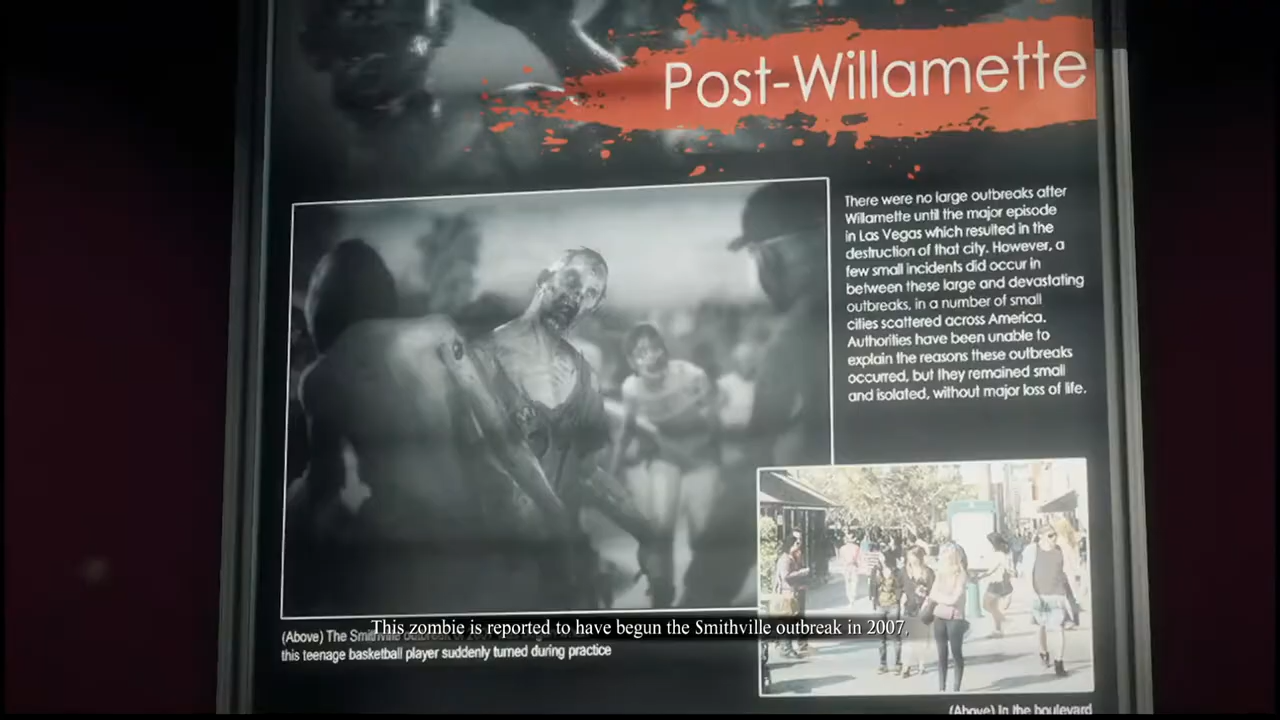 Post-Willamette
There were no large outbreaks after
Willamette until the major episode
in Las Vegas which resulted in the
destruction of that city. However, a
few small incidents did occur in
between these large and devastating
outbreaks, in a number of small
cities scattered across America.
Authorities have been unable to
explain the reasons these outbreaks
occurred, but they remained small
and isolated, without major loss of life.
(Above) The Smithville outbreak
this teenage basketball player suddenly turned during practice
This zombie is reported to have begun the Smithville outbreak in 2007.
(Above) In the boulevard